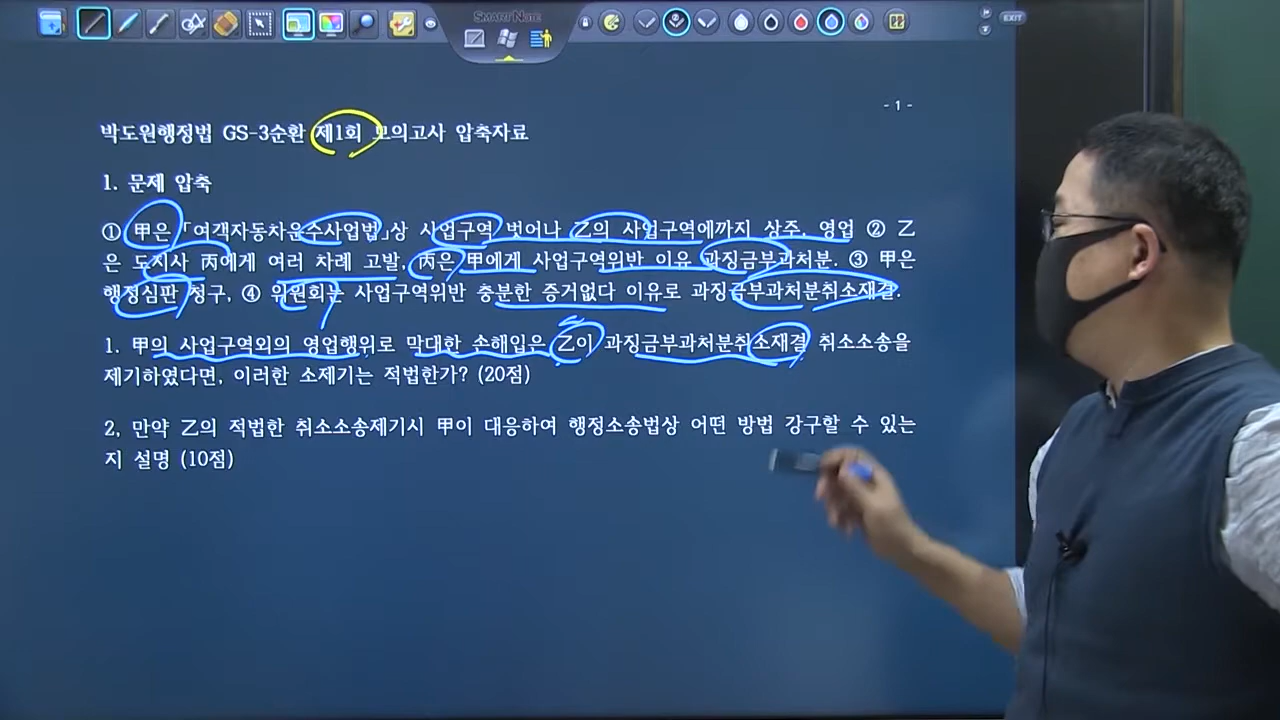 SMART NOTE
EXIT
- 1 -
박도원행정법 GS-3순환 제1회 모의고사 압축자료
1. 문제 압축
① 甲은「여객자동차운수사업법」상 사업구역 벗어나 乙의 사업구역에까지 상주, 영업 ② 乙
은 도지사 丙에게 여러 차례 고발, 丙은 甲에게 사업구역위반 이유 과징금부과처분. ③ 甲은
행정심판 청구, ④ 위원회는 사업구역위반 충분한 증거없다 이유로 과징금부과처분취소재결.
1. 甲의 사업구역외의 영업행위로 막대한 손해입은 乙이 과징금부과처분취소재결 취소소송을
제기하였다면, 이러한 소제기는 적법한가? (20점)
2, 만약 乙의 적법한 취소소송제기시 甲이 대응하여 행정소송법상 어떤 방법 강구할 수 있는
지 설명 (10점)